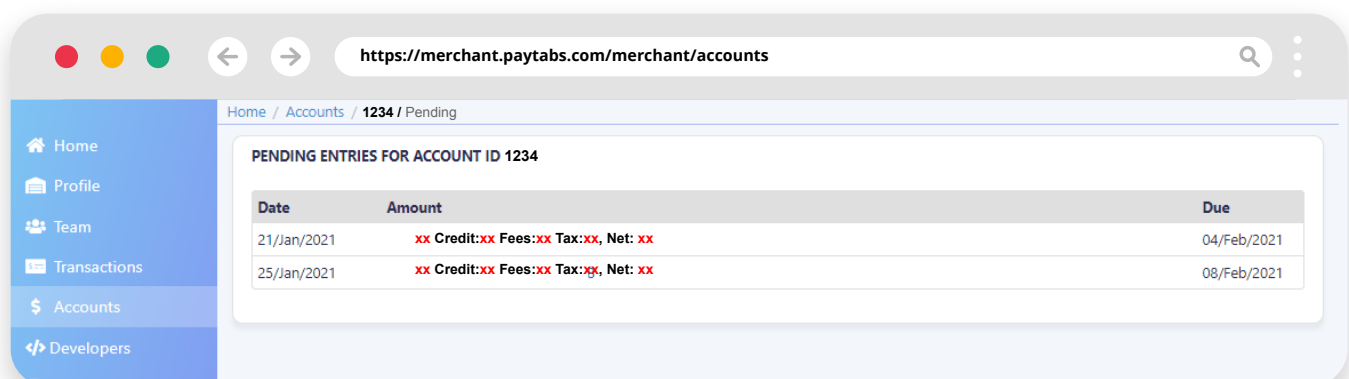 https://merchant.paytabs.com/merchant/accounts
Home / Accounts / 1234 / Pending
Home
Profile
Team
Transactions
Accounts
Developers
PENDING ENTRIES FOR ACCOUNT ID 1234
Date Amount Due
21/Jan/2021 xx Credit:xx Fees:xx Tax:xx, Net: xx 04/Feb/2021
25/Jan/2021 xx Credit:xx Fees:xx Tax:xx, Net: xx 08/Feb/2021